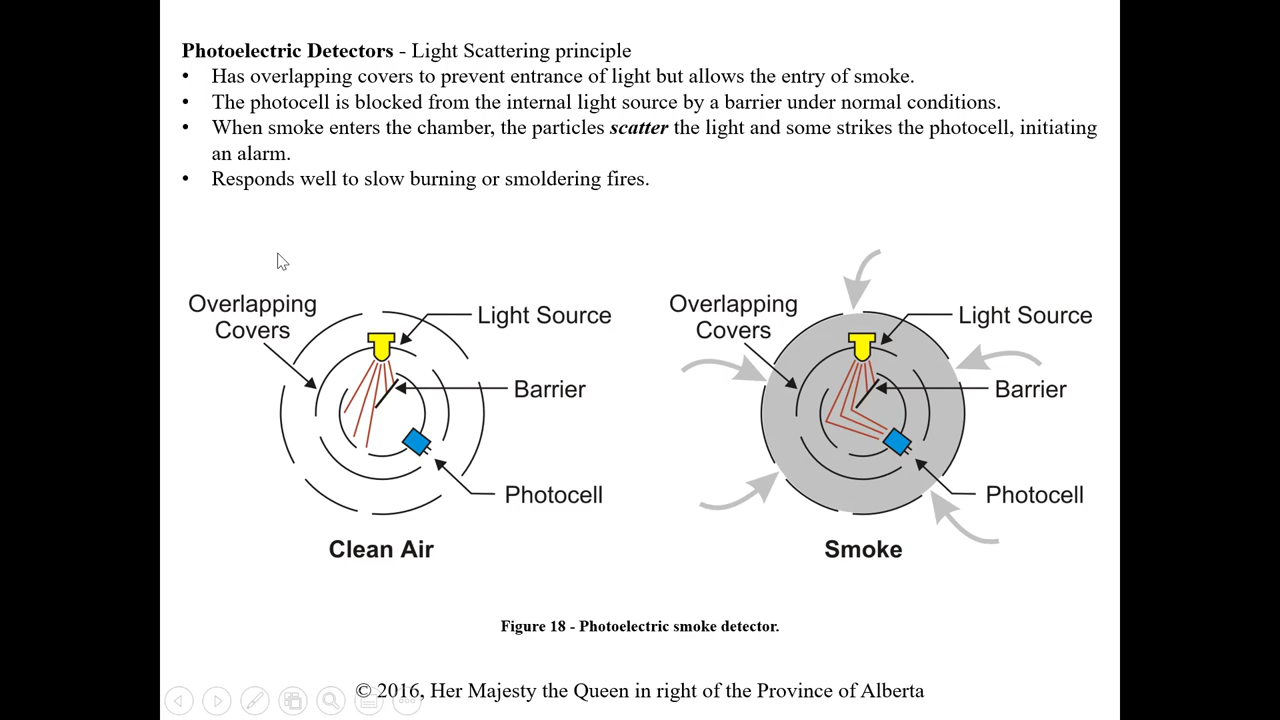 Photoelectric Detectors - Light Scattering principle
• Has overlapping covers to prevent entrance of light but allows the entry of smoke.
• The photocell is blocked from the internal light source by a barrier under normal conditions.
• When smoke enters the chamber, the particles scatter the light and some strikes the photocell, initiating
an alarm.
• Responds well to slow burning or smoldering fires.
Overlapping
Covers
Light Source
Barrier
Photocell
Clean Air
Overlapping
Covers
Light Source
Barrier
Photocell
Smoke
Figure 18 - Photoelectric smoke detector.
© 2016, Her Majesty the Queen in right of the Province of Alberta